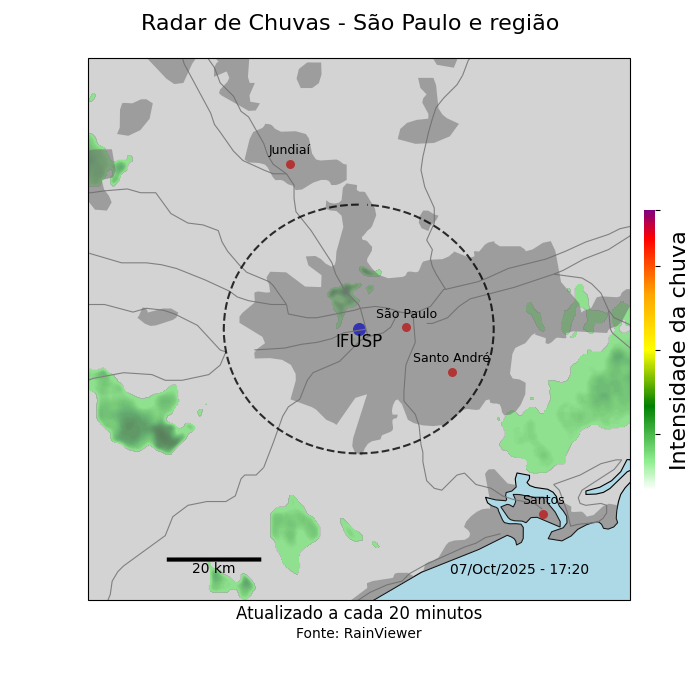 Radar de Chuvas - São Paulo e região
Jundiaí
São Paulo
IFUSP
Santo André
Intensidade da chuva
Santos
20 km
07/Oct/2025 - 17:20
Atualizado a cada 20 minutos
Fonte: RainViewer